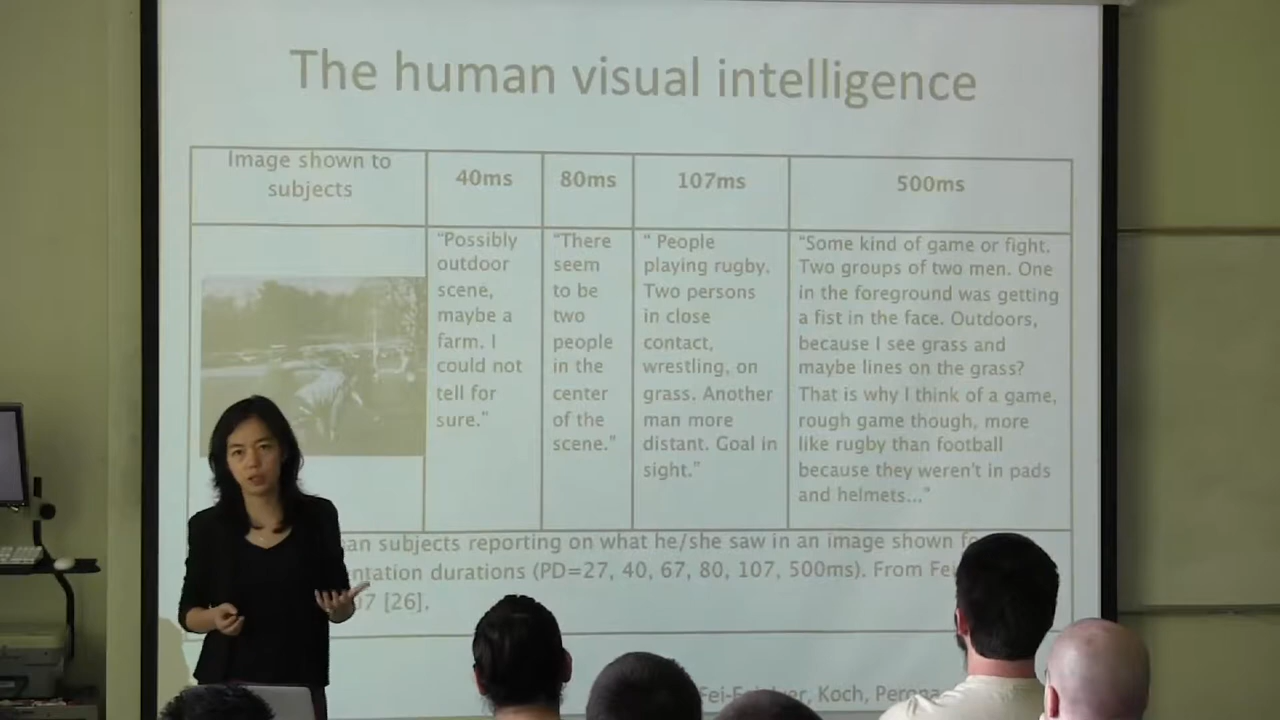 The human visual intelligence
Image shown to
subjects
40ms
80ms
107ms
500ms
“Possibly
outdoor
scene,
maybe a
farm. I
could not
tell for
sure.”
“There
seem
to be
two
people
in the
center
of the
scene.”
“ People
playing rugby.
Two persons
in close
contact,
wrestling, on
grass. Another
man more
distant. Goal in
sight.”
“Some kind of game or fight.
Two groups of two men. One
in the foreground was getting
a fist in the face. Outdoors,
because I see grass and
maybe lines on the grass?
That is why I think of a game,
rough game though, more
like rugby than football
because they weren't in pads
and helmets...”
subjects reporting on what he/she saw in an image shown
durations (PD=27, 40, 67, 80, 107, 500ms). From
[26].
Koch, Perona